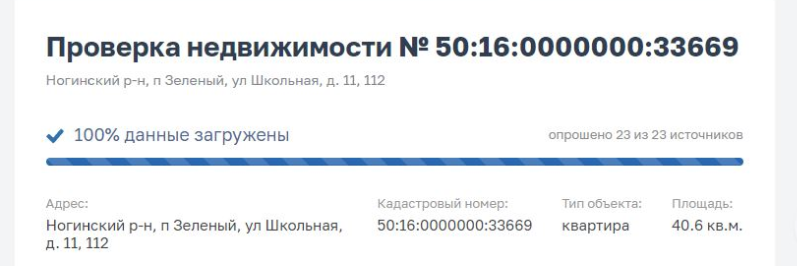 Проверка недвижимости № 50:16:0000000:33669
Ногинский р-н, п Зеленый, ул Школьная, д. 11, 112
100% данные загружены
опрошено 23 из 23 источников
Адрес:
Ногинский р-н, п Зеленый, ул Школьная,
д. 11, 112
Кадастровый номер:
50:16:0000000:33669
Тип объекта:
квартира
Площадь:
40.6 кв.м.